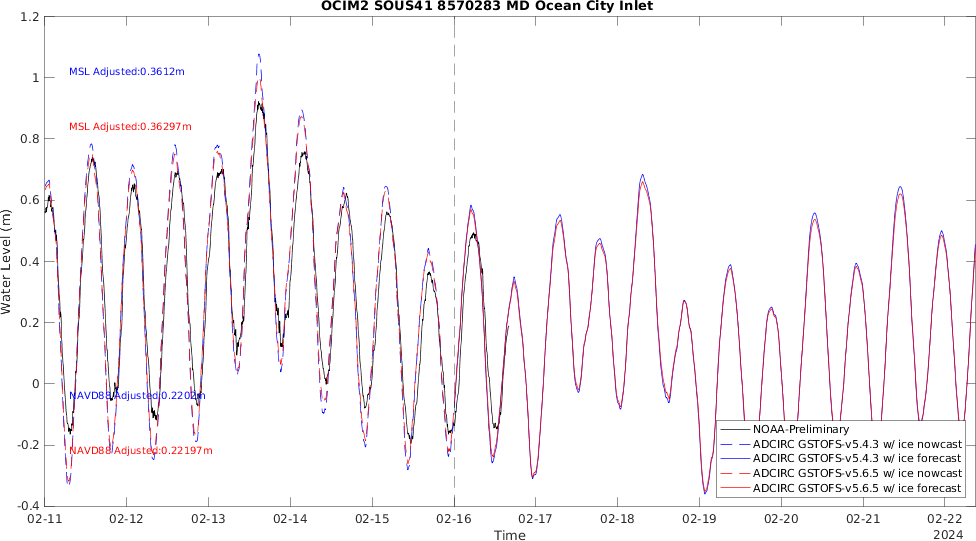 OCIM2 SOUS41 8570283 MD Ocean City Inlet
1.2
1
0.8
0.6
0.4
0.2
0
-0.2
-0.4
Water Level (m)
MSL Adjusted:0.3612m
MSL Adjusted:0.36297m
NAVD88 Adjusted:0.2202m
NAVD88 Adjusted:0.22197m
NOAA-Preliminary
ADCIRC GSTOFS-v5.4.3 w/ ice nowcast
ADCIRC GSTOFS-v5.4.3 w/ ice forecast
ADCIRC GSTOFS-v5.6.5 w/ ice nowcast
ADCIRC GSTOFS-v5.6.5 w/ ice forecast
02-11 02-12 02-13 02-14 02-15 02-16 02-17 02-18 02-19 02-20 02-21 02-22
2024
Time